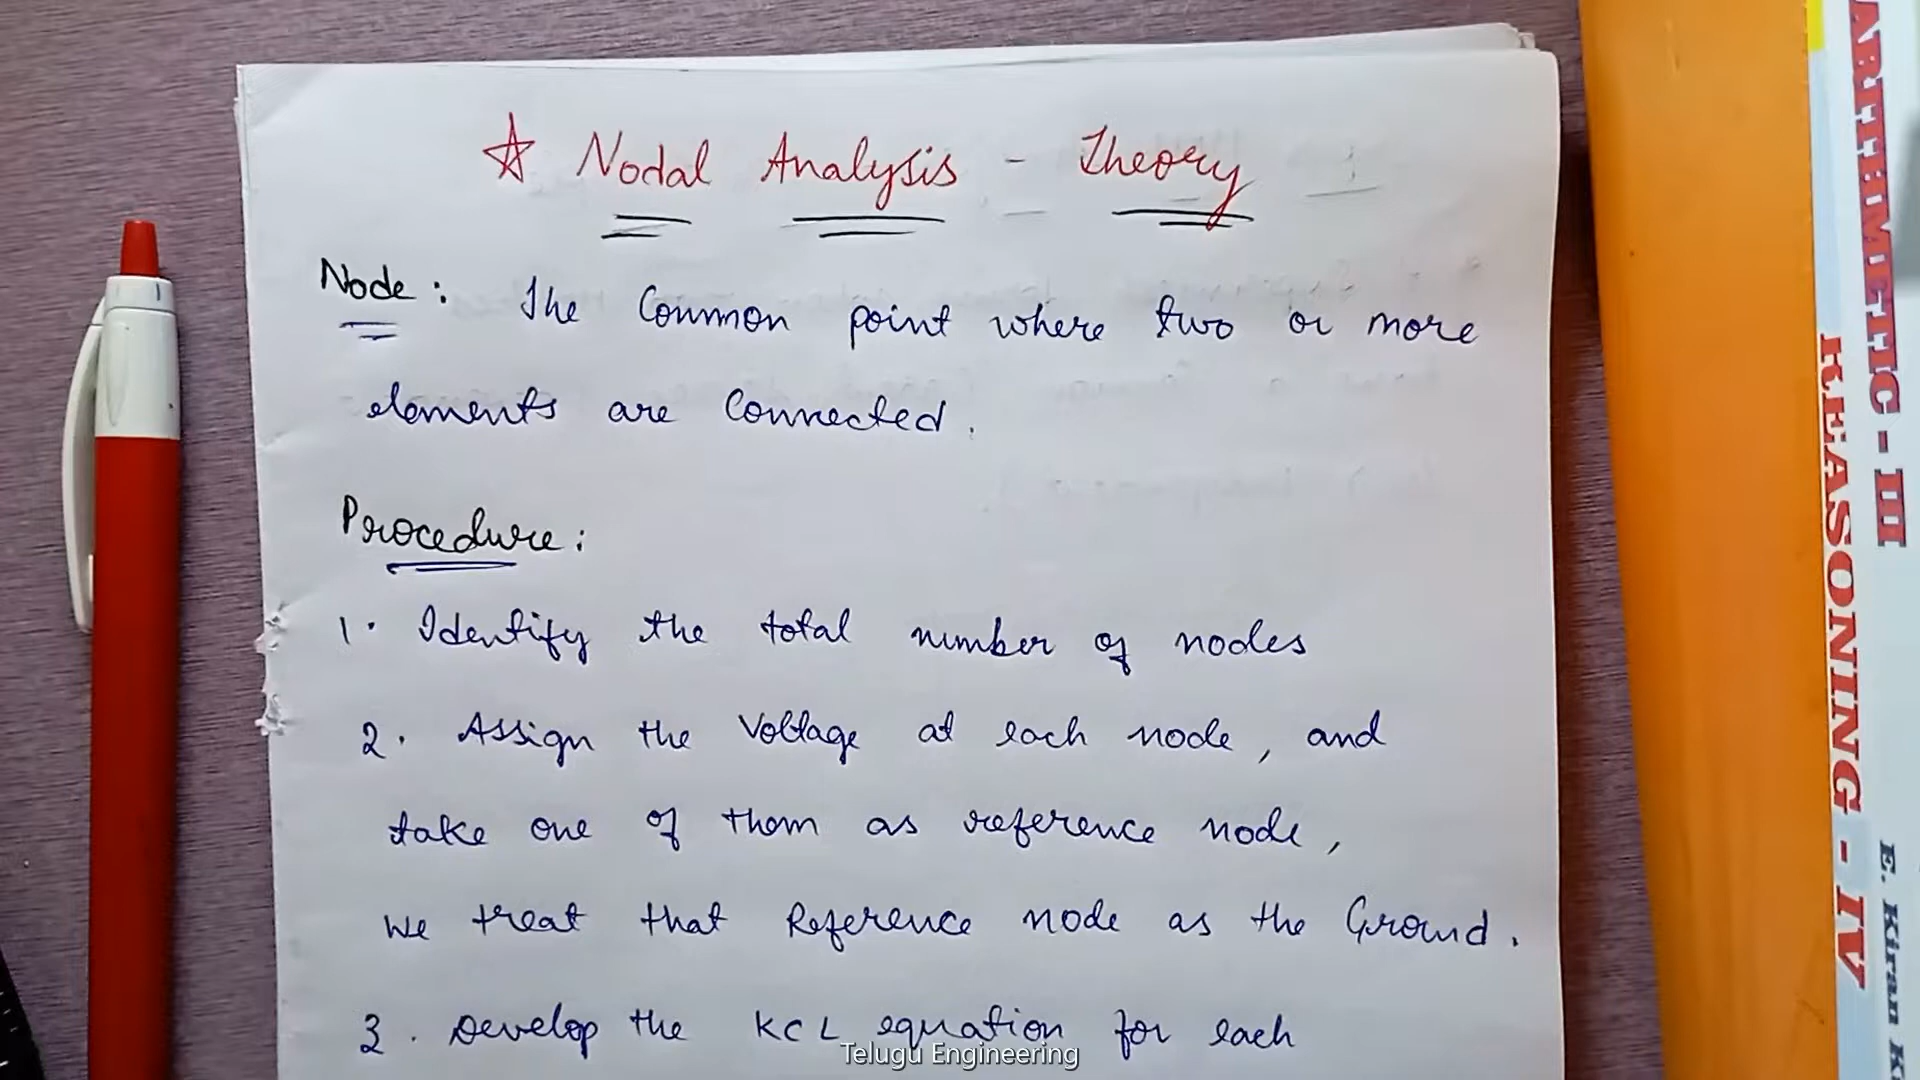 ☆ Nodal Analysis - Theory
Node : The Common point where two or more
elements are Connected.
Procedure :
1. Identify the total number of nodes
2. Assign the Voltage at each node, and
take one of them as reference node,
We treat that Reference node as the Ground.
3. Develop the KCL equation for each
Telugu Engineering
ARITHMETIC - III
REASONING - IV
E. Kiran